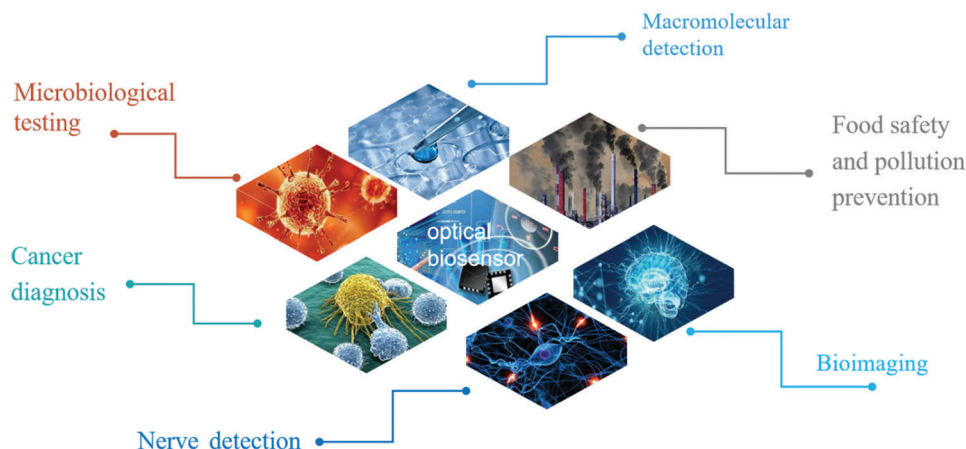 Macromolecular
detection
Microbiological
testing
Food safety
and pollution
prevention
optical
biosensor
Cancer
diagnosis
Bioimaging
Nerve detection